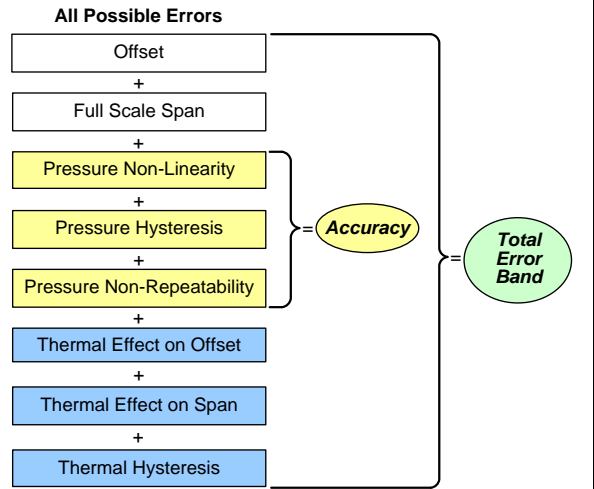 All Possible Errors
Offset
+
Full Scale Span
+
Pressure Non-Linearity
+
Pressure Hysteresis
+
Pressure Non-Repeatability
+
Thermal Effect on Offset
+
Thermal Effect on Span
+
Thermal Hysteresis
= Accuracy
= Total
Error
Band